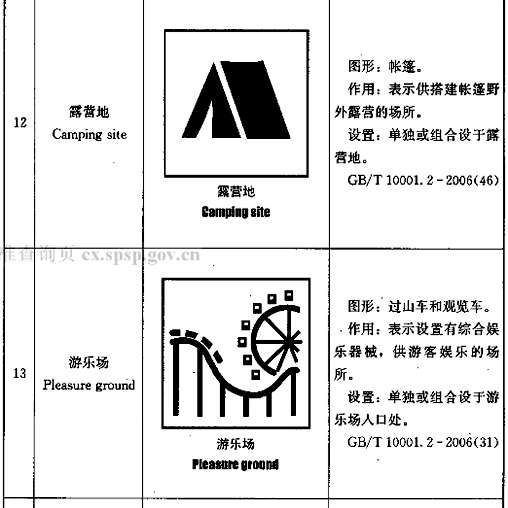 12
露营地
Camping site
露营地
Camping site
图形：帐篷。
作用：表示供搭建帐篷野
外露营的场所。
设置：单独或组合设于露
营地。
GB/T 10001.2－2006(46)
查询页 cx.spsp.gov.cn
13
游乐场
Pleasure ground
游乐场
Pleasure ground
图形：过山车和观览车。
作用：表示设置有综合娱
乐器械，供游客娱乐的场
所。
设置：单独或组合设于游
乐场入口处。
GB/T 10001.2－2006(31)